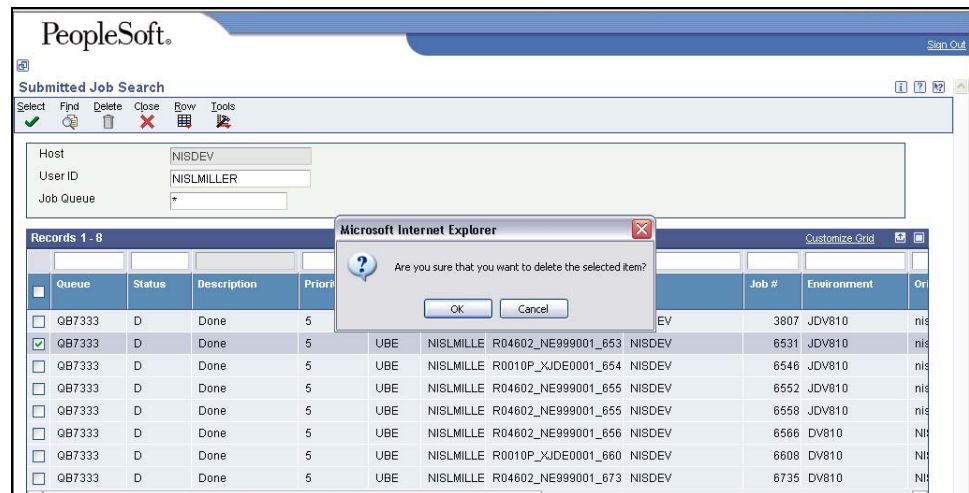 PeopleSoft.
Sign Out
Submitted Job Search
Select Find Delete Close Row Tools
Host NISDEV
User ID NISLMILLER
Job Queue *
Records 1 - 8 Customize Grid
Microsoft Internet Explorer
Are you sure that you want to delete the selected item?
OK Cancel
Queue Status Description Job # Environment
QB7333 D Done 5 EV 3807 JDV810 nis
QB7333 D Done 5 UBE NISLMILLE R04602_NE999001_653 NISDEV 6531 JDV810 nis
QB7333 D Done 5 UBE NISLMILLE R0010P_XJDE0001_654 NISDEV 6546 JDV810 nis
QB7333 D Done 5 UBE NISLMILLE R04602_NE999001_655 NISDEV 6552 JDV810 nis
QB7333 D Done 5 UBE NISLMILLE R04602_NE999001_655 NISDEV 6558 JDV810 nis
QB7333 D Done 5 UBE NISLMILLE R04602_NE999001_656 NISDEV 6566 DV810
QB7333 D Done 5 UBE NISLMILLE R0010P_XJDE0001_660 NISDEV 6608 DV810
QB7333 D Done 5 UBE NISLMILLE R04602_NE999001_673 NISDEV 6735 DV810